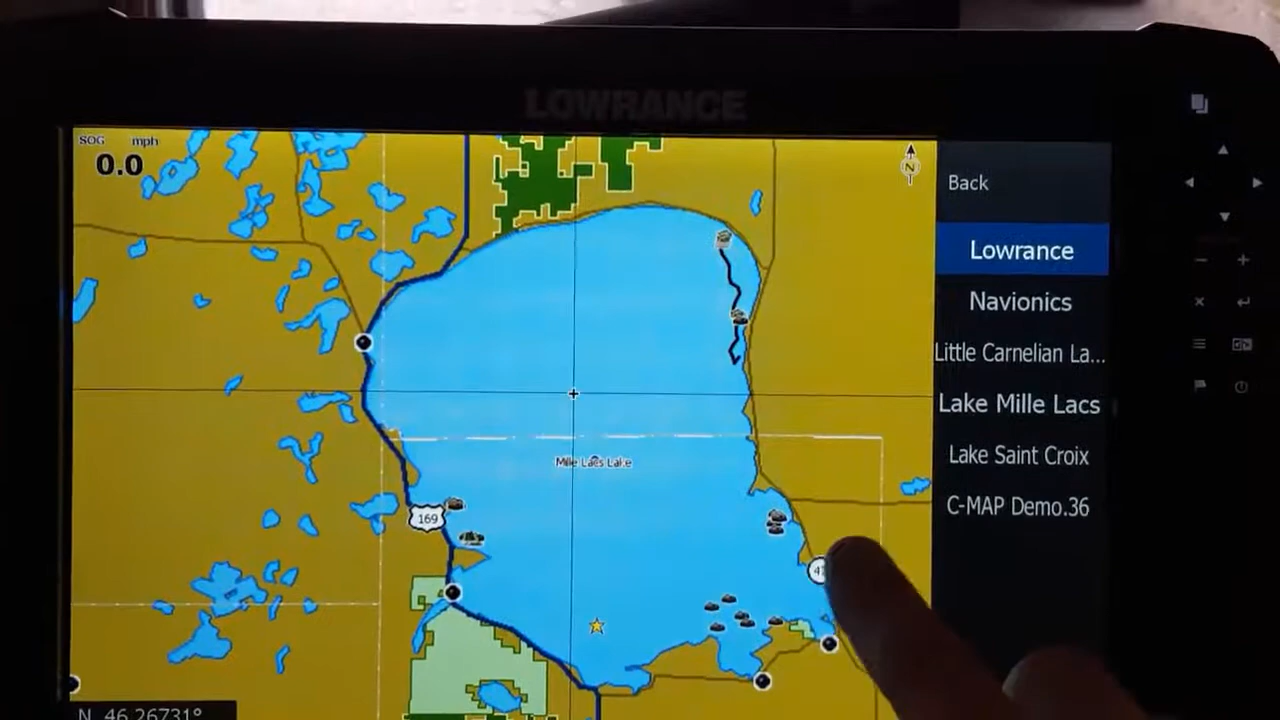 LOWRANCE
SOG mph
0.0
N
Back
Lowrance
Navionics
Little Carnelian La...
Lake Mille Lacs
Lake Saint Croix
C-MAP Demo.36
Mille Lacs Lake
169
N 46.26731°